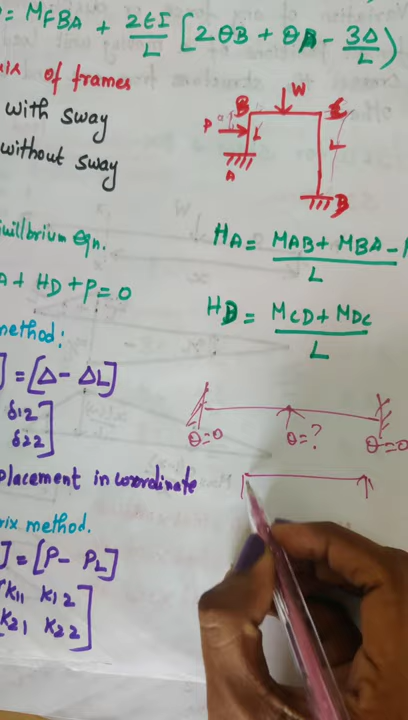 = MFBA + 2EI/L [2θB + θA - 3Δ/L)
of frames
with sway
without sway
W
B
C
a
P
L
L
A
D
uilibrium eqn.
A + HD + P = 0
HA = MAB + MBA - P
L
HD = MCD + MDC
L
method:
] = [Δ - ΔL]
δ12
δ22
θ=0
θ=?
θ=0
placement in coordinate
rix method.
] = [P - PL]
K11 K12
K21 K22